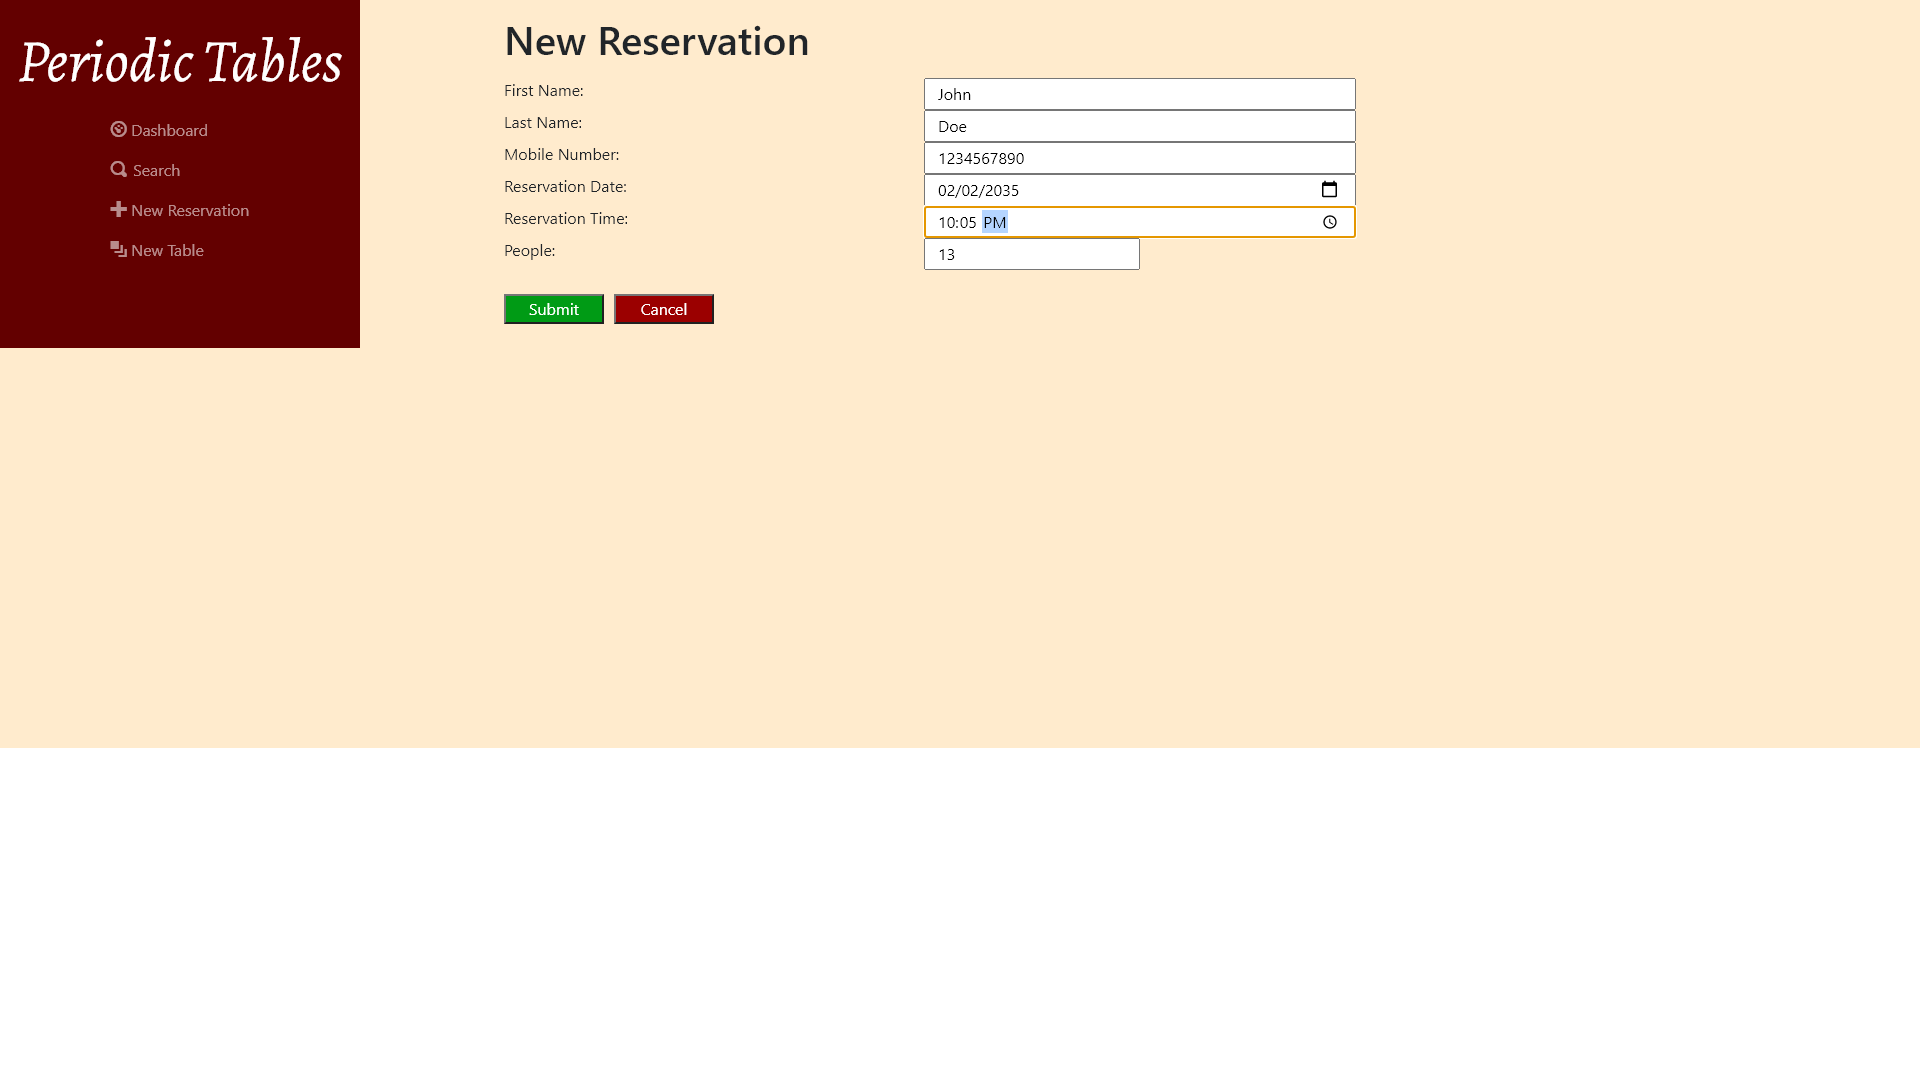 Periodic Tables
Dashboard
Search
New Reservation
New Table
New Reservation
First Name: John
Last Name: Doe
Mobile Number: 1234567890
Reservation Date: 02/02/2035
Reservation Time: 10:05 PM
People: 13
Submit Cancel